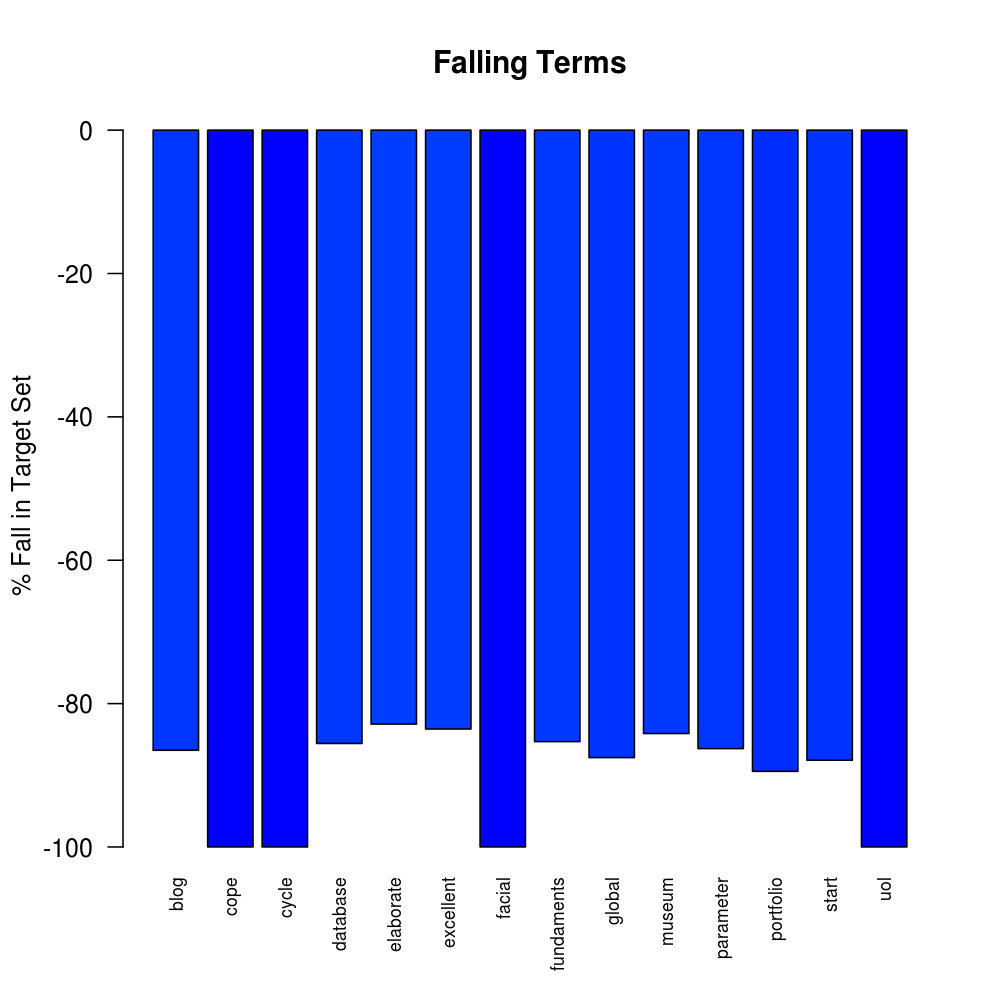 Falling Terms
% Fall in Target Set
0
-20
-40
-60
-80
-100
blog
cope
cycle
database
elaborate
excellent
facial
fundaments
global
museum
parameter
portfolio
start
uol